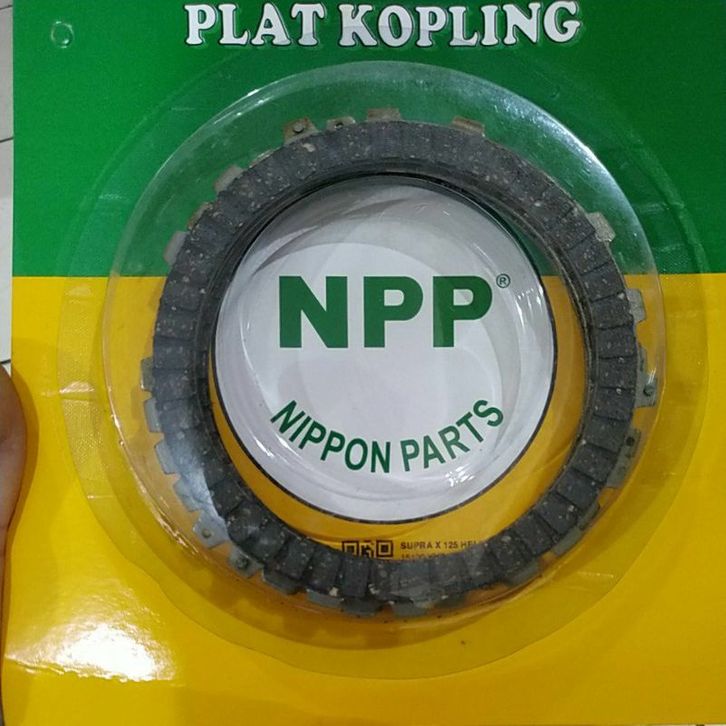 PLAT KOPLING
NPP®
NIPPON PARTS
SUPRA X 125